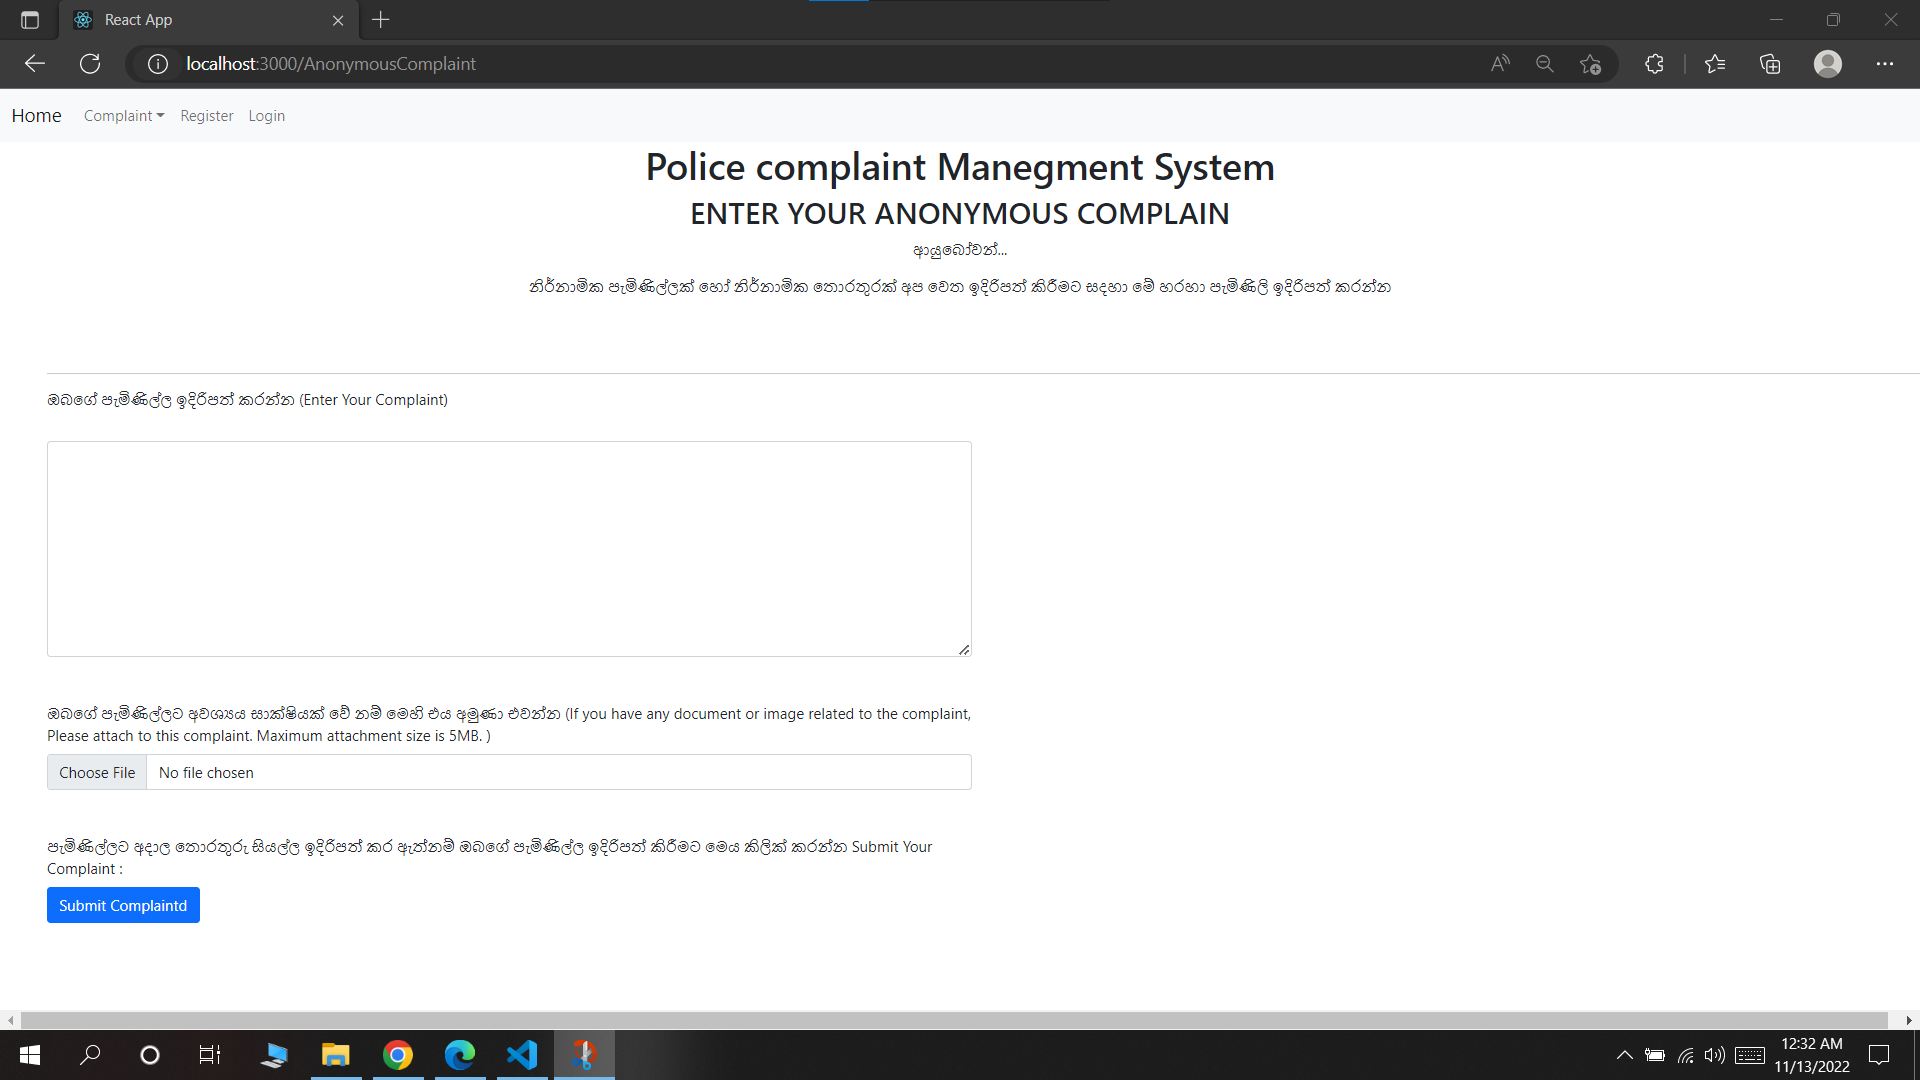 React App
localhost:3000/AnonymousComplaint
Home Complaint Register Login
Police complaint Manegment System
ENTER YOUR ANONYMOUS COMPLAIN
ආයුබෝවන්...
නිර්නාමික පැමිණිල්ලක් හෝ නිර්නාමික තොරතුරක් අප වෙත ඉදිරිපත් කිරීමට සදහා මේ හරහා පැමිණිලි ඉදිරිපත් කරන්න
ඔබගේ පැමිණිල්ල ඉදිරිපත් කරන්න (Enter Your Complaint)
ඔබගේ පැමිණිල්ලට අවශ්‍යය සාක්ෂියක් වේ නම් මෙහි එය අමුණා එවන්න (If you have any document or image related to the complaint,
Please attach to this complaint. Maximum attachment size is 5MB. )
Choose File No file chosen
පැමිණිල්ලට අදාල තොරතුරු සියල්ල ඉදිරිපත් කර ඇත්නම් ඔබගේ පැමිණිල්ල ඉදිරිපත් කිරීමට මෙය කිලික් කරන්න Submit Your
Complaint :
Submit Complaintd
12:32 AM
11/13/2022